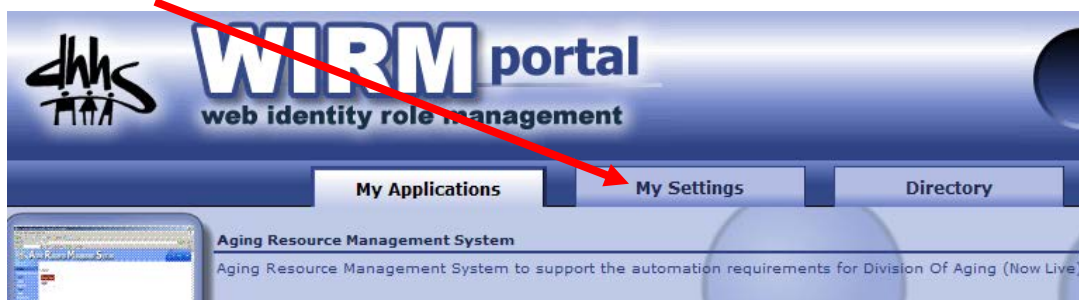 dhhs
WIRM portal
web identity role management
My Applications My Settings Directory
Aging Resource Management System
Aging Resource Management System to support the automation requirements for Division Of Aging (Now Live)